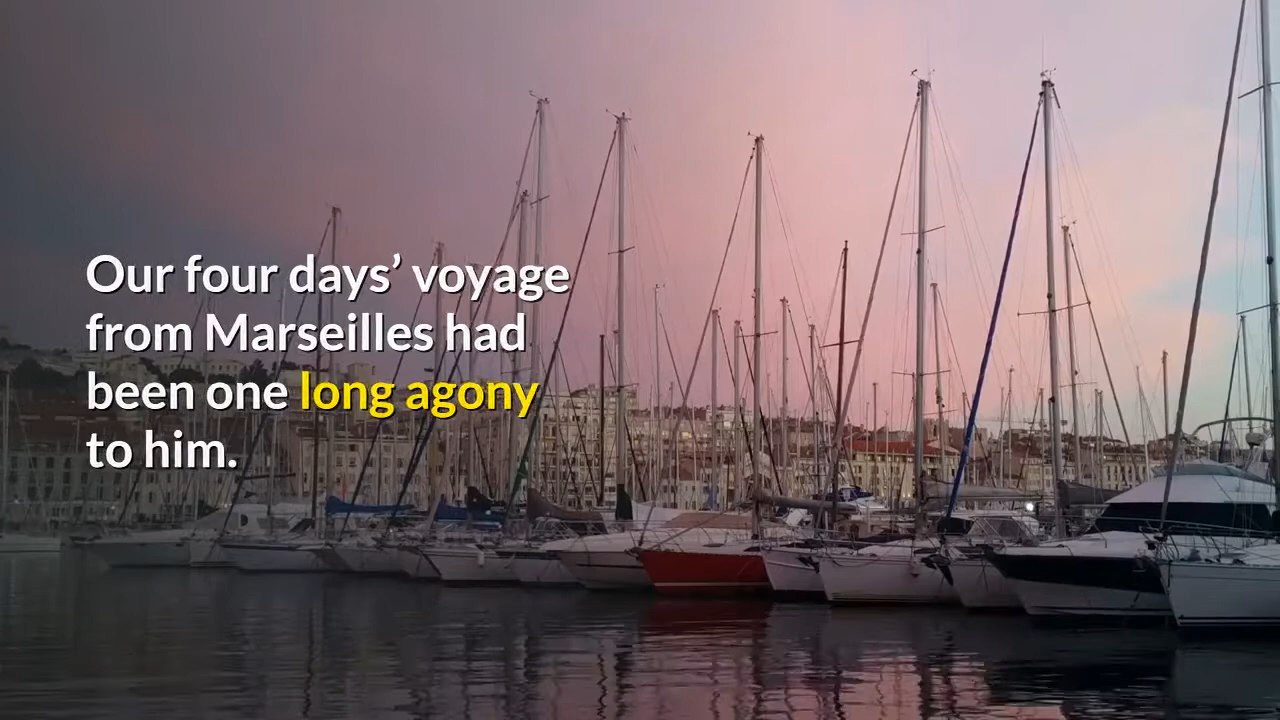 Our four days’ voyage
from Marseilles had
been one long agony
to him.